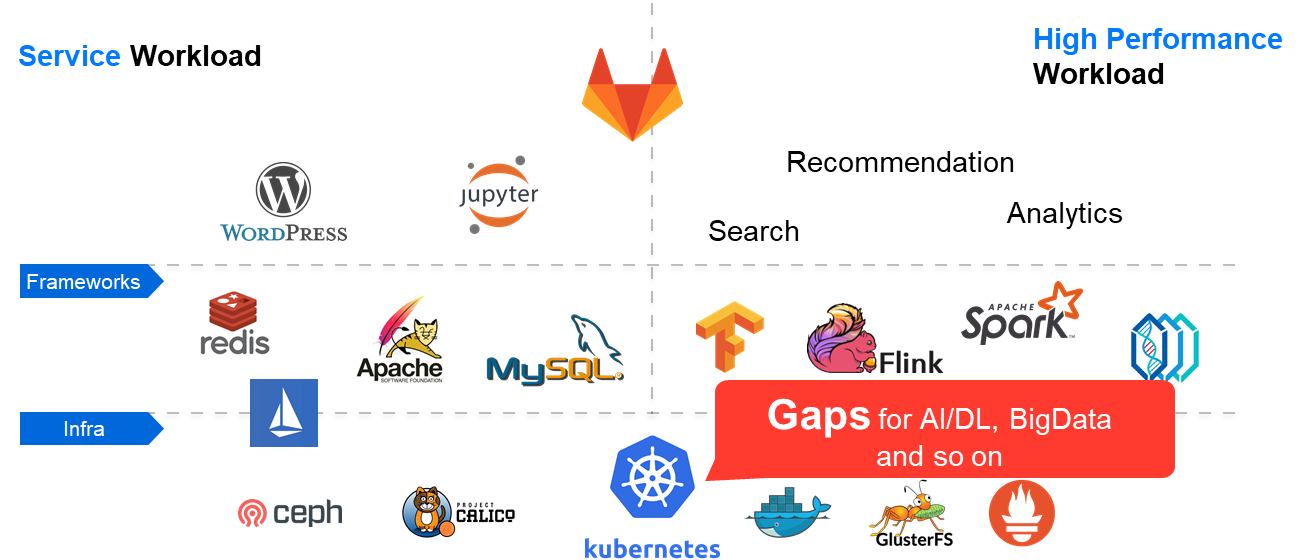 Service Workload
High Performance
Workload
Recommendation
WORDPRESS
jupyter
Analytics
Search
Frameworks
redis
Apache
SOFTWARE FOUNDATION
MySQL
APACHE
Spark
TM
Flink
Gaps for AI/DL, BigData
and so on
Infra
ceph
PROJECT
CALICO
GlusterFS
kubernetes